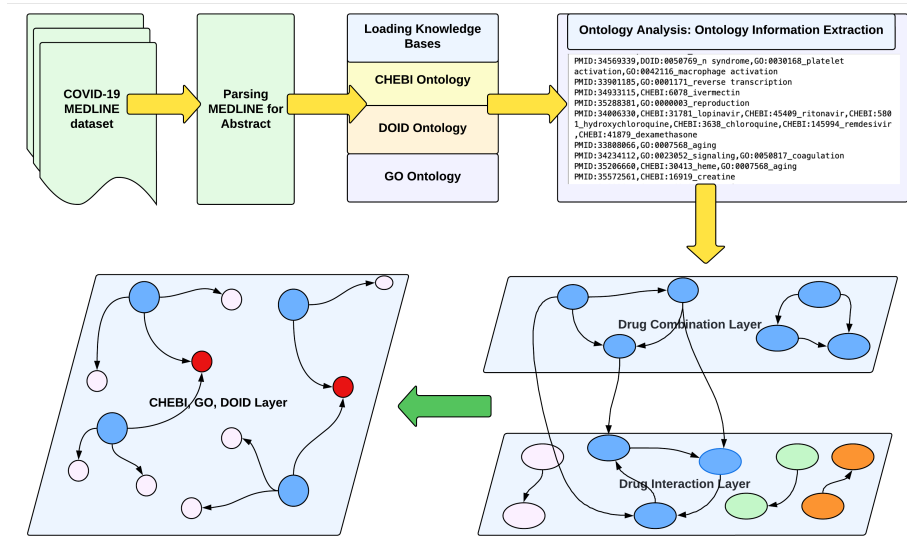 COVID-19
MEDLINE
dataset
Parsing
MEDLINE for
Abstract
Loading Knowledge
Bases
CHEBI Ontology
DOID Ontology
GO Ontology
Ontology Analysis: Ontology Information Extraction
PMID:34569339,DOID:0050769_n syndrome,GO:0030168_platelet
activation,GO:0042116_macrophage activation
PMID:33901185,GO:0001171_reverse transcription
PMID:34933115,CHEBI:6078_ivermectin
PMID:35288381,GO:0000003_reproduction
PMID:34006330,CHEBI:31781_lopinavir,CHEBI:45409_ritonavir,CHEBI:580
1_hydroxychloroquine,CHEBI:3638_chloroquine,CHEBI:145994_remdesivir
,CHEBI:41879_dexamethasone
PMID:33808066,GO:0007568_aging
PMID:34234112,GO:0023052_signaling,GO:0050817_coagulation
PMID:35206660,CHEBI:30413_heme,GO:0007568_aging
PMID:35572561,CHEBI:16919_creatine
Drug Combination Layer
CHEBI, GO, DOID Layer
Drug Interaction Layer